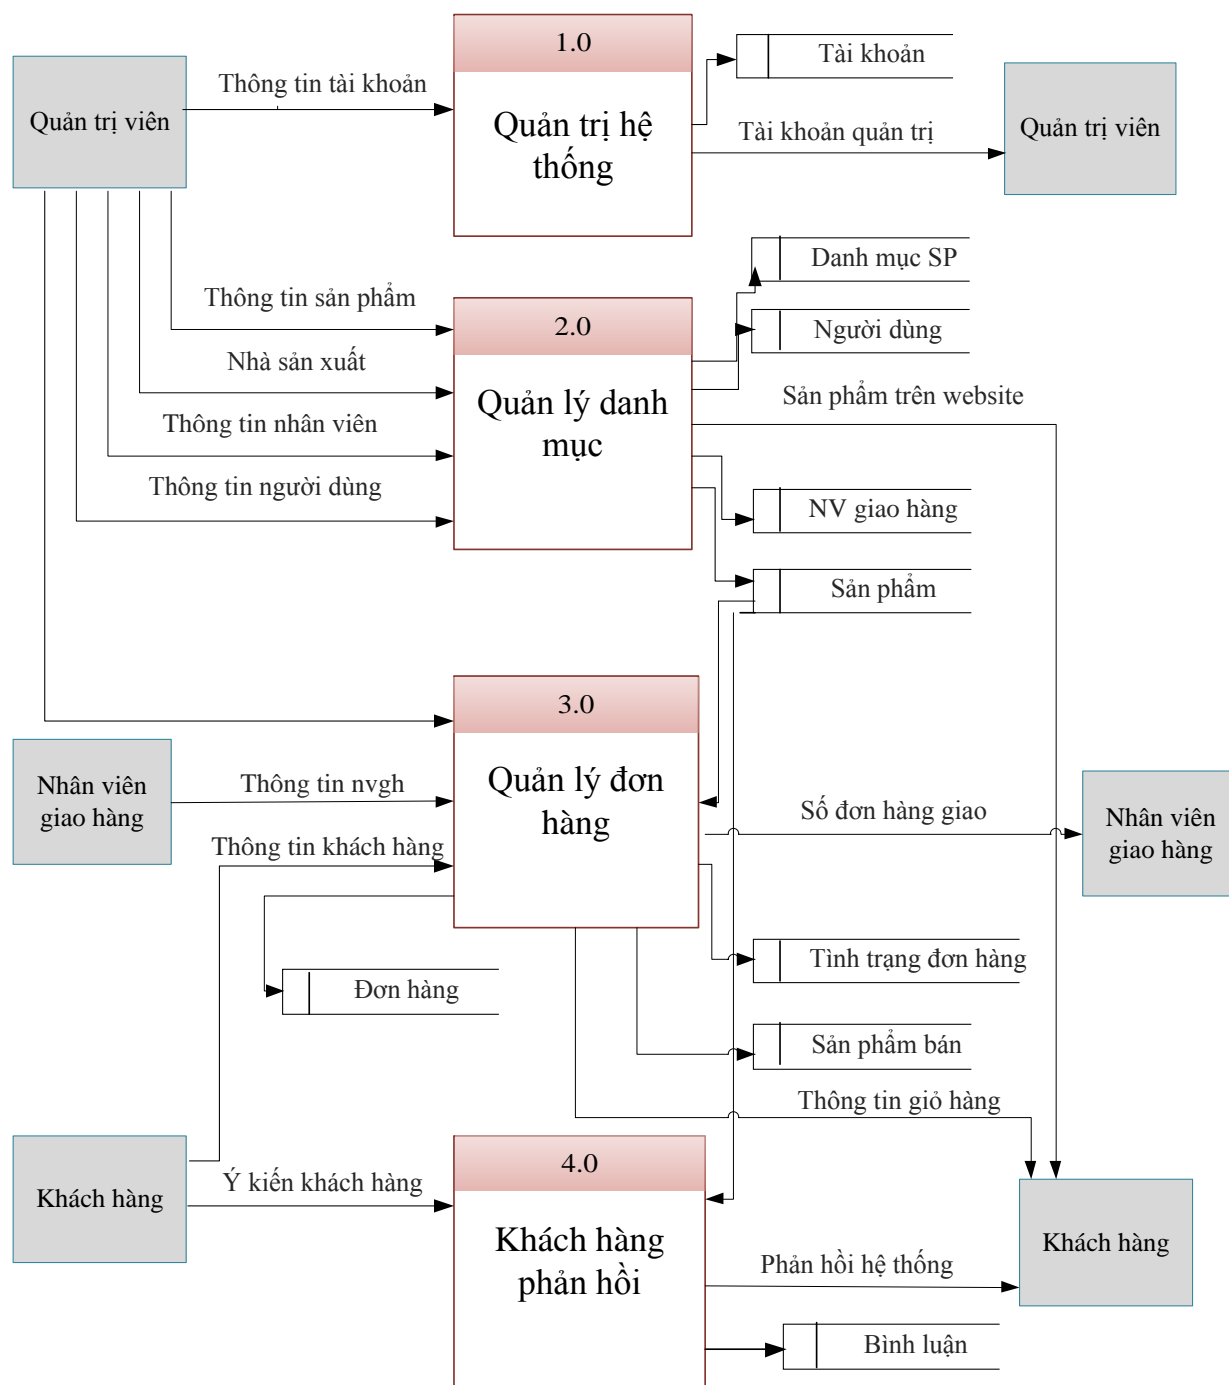 1.0
Tài khoản
Thông tin tài khoản
Quản trị viên
Quản trị hệ
thống
Tài khoản quản trị
Quản trị viên
Danh mục SP
Thông tin sản phẩm
2.0
Người dùng
Nhà sản xuất
Quản lý danh
mục
Sản phẩm trên website
Thông tin nhân viên
Thông tin người dùng
NV giao hàng
Sản phẩm
3.0
Nhân viên
giao hàng
Thông tin nvgh
Quản lý đơn
hàng
Số đơn hàng giao
Nhân viên
giao hàng
Thông tin khách hàng
Tình trạng đơn hàng
Đơn hàng
Sản phẩm bán
Thông tin giỏ hàng
4.0
Khách hàng
Ý kiến khách hàng
Khách hàng
phản hồi
Khách hàng
Phản hồi hệ thống
Bình luận